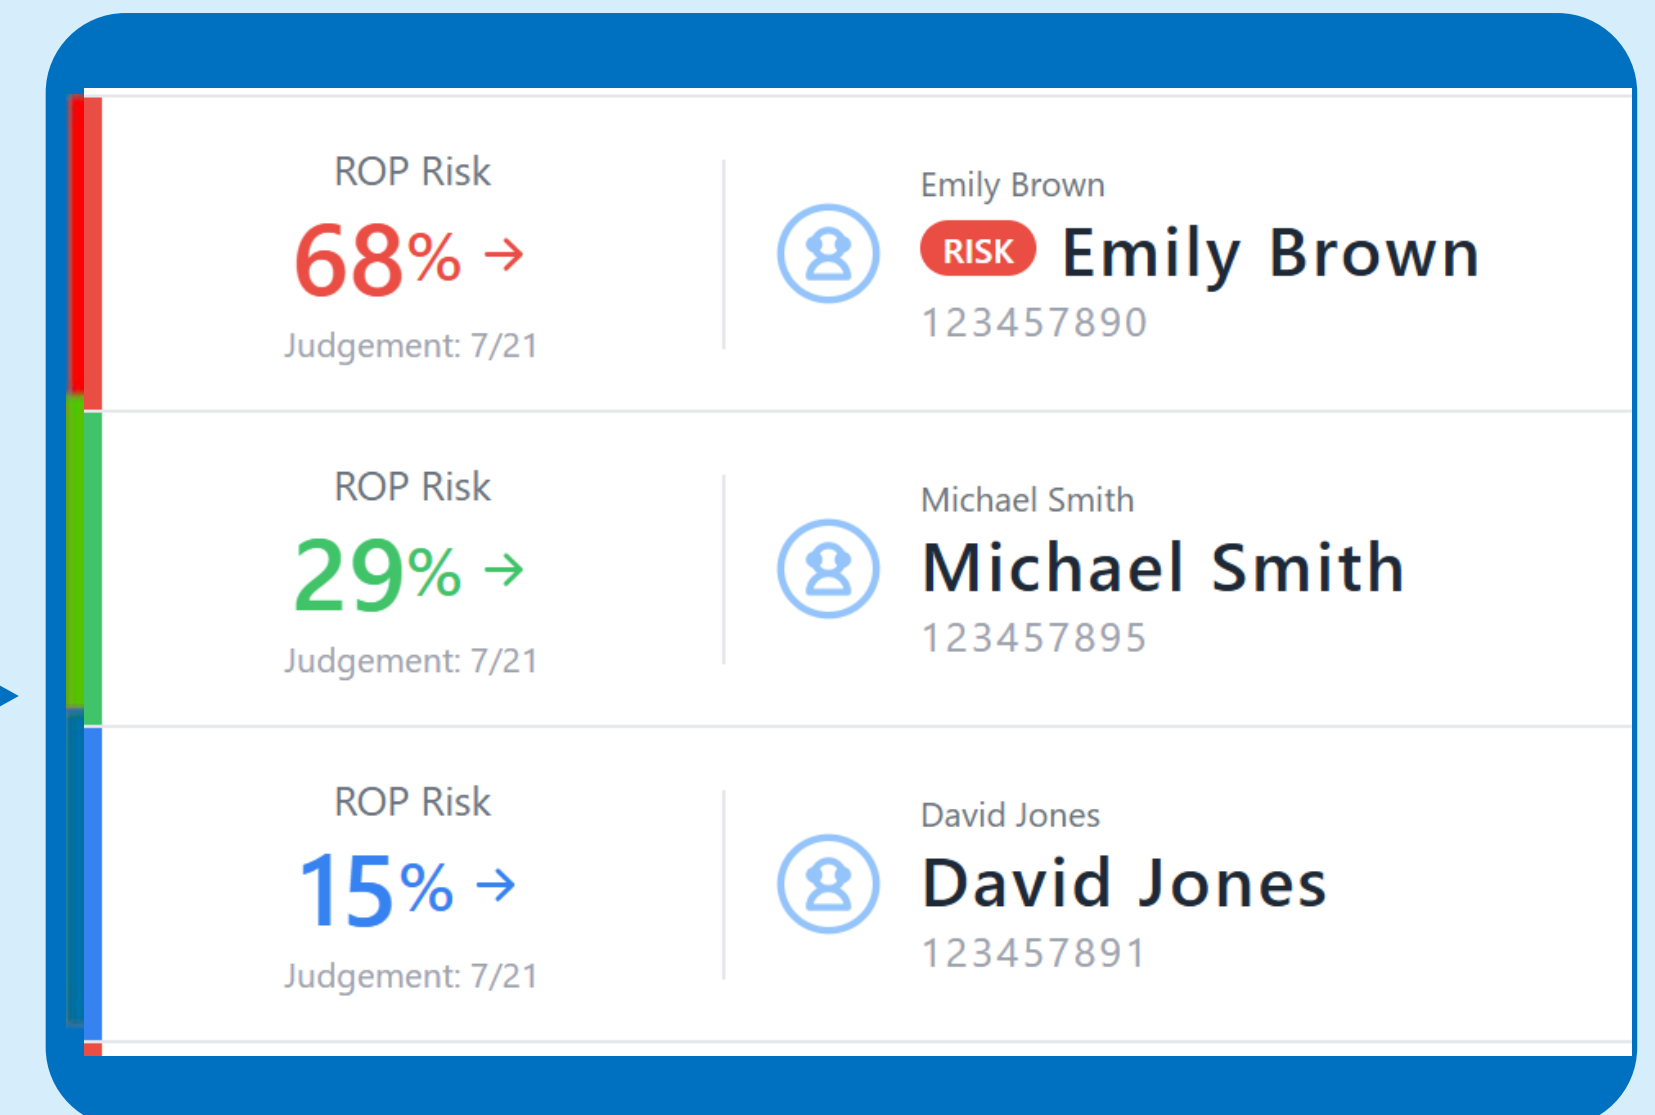 ROP Risk
68% →
Judgement: 7/21
Emily Brown
RISK Emily Brown
123457890
ROP Risk
29% →
Judgement: 7/21
Michael Smith
Michael Smith
123457895
ROP Risk
15% →
Judgement: 7/21
David Jones
David Jones
123457891